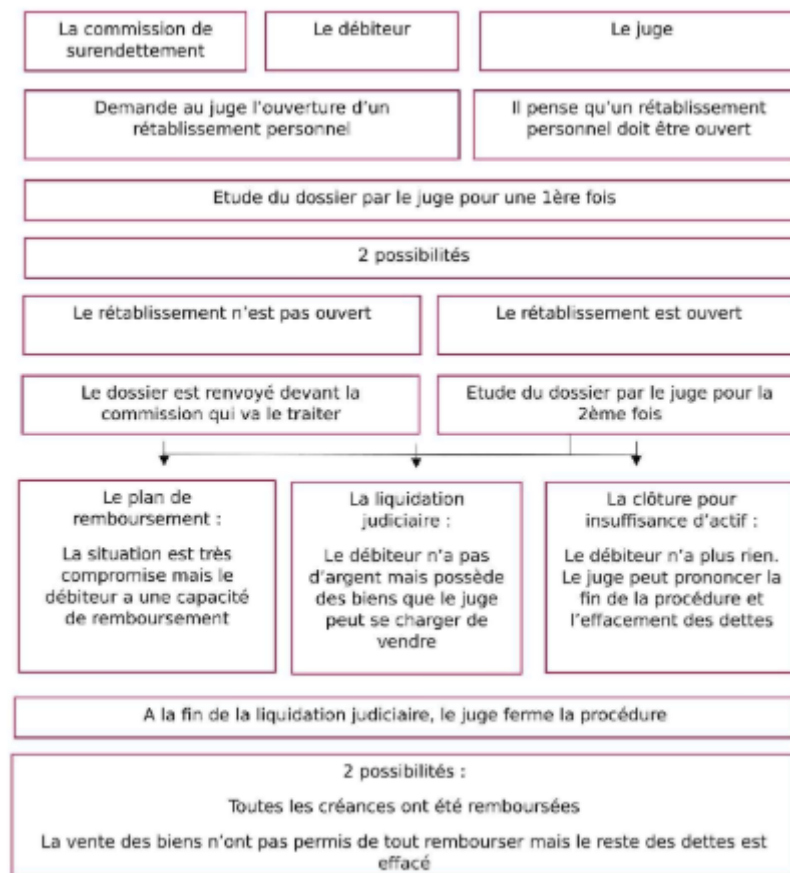 La commission de
surendettement
Le débiteur
Le juge
Demande au juge l'ouverture d'un
rétablissement personnel
Il pense qu'un rétablissement
personnel doit être ouvert
Etude du dossier par le juge pour une 1ère fois
2 possibilités
Le rétablissement n'est pas ouvert
Le rétablissement est ouvert
Le dossier est renvoyé devant la
commission qui va le traiter
Etude du dossier par le juge pour la
2ème fois
Le plan de
remboursement :
La situation est très
compromise mais le
débiteur a une capacité
de remboursement
La liquidation
judiciaire :
Le débiteur n'a pas
d'argent mais possède
des biens que le juge
peut se charger de
vendre
La clôture pour
insuffisance d'actif :
Le débiteur n'a plus rien.
Le juge peut prononcer la
fin de la procédure et
l'effacement des dettes
A la fin de la liquidation judiciaire, le juge ferme la procédure
2 possibilités :
Toutes les créances ont été remboursées
La vente des biens n'ont pas permis de tout rembourser mais le reste des dettes est
effacé